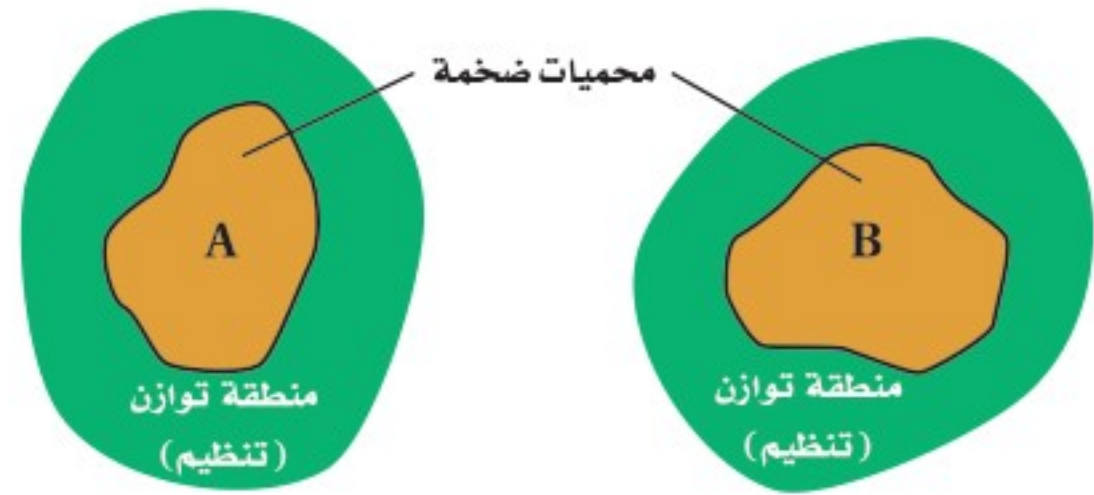 محميات ضخمة
A
B
منطقة توازن
(تنظيم)
منطقة توازن
(تنظيم)